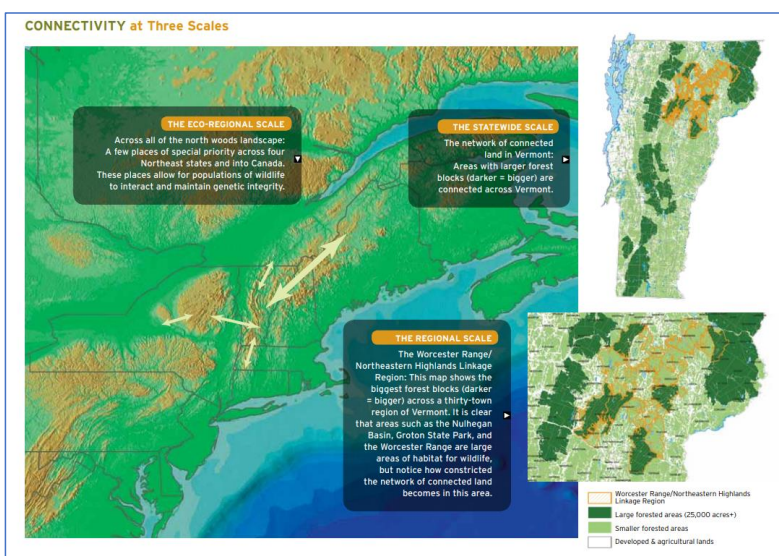 CONNECTIVITY at Three Scales
THE ECO-REGIONAL SCALE
Across all of the north woods landscape:
A few places of special priority across four
Northeast states and into Canada.
These places allow for populations of wildlife
to interact and maintain genetic integrity.
THE STATEWIDE SCALE
The network of connected
land in Vermont:
Areas with larger forest
blocks (darker = bigger) are
connected across Vermont.
THE REGIONAL SCALE
The Worcester Range/
Northeastern Highlands Linkage
Region: This map shows the
biggest forest blocks (darker
= bigger) across a thirty-town
region of Vermont. It is clear
that areas such as the Nulhegan
Basin, Groton State Park, and
the Worcester Range are large
areas of habitat for wildlife,
but notice how constricted
the network of connected land
becomes in this area.
Worcester Range/Northeastern Highlands
Linkage Region
Large forested areas (25,000 acres+)
Smaller forested areas
Developed & agricultural lands